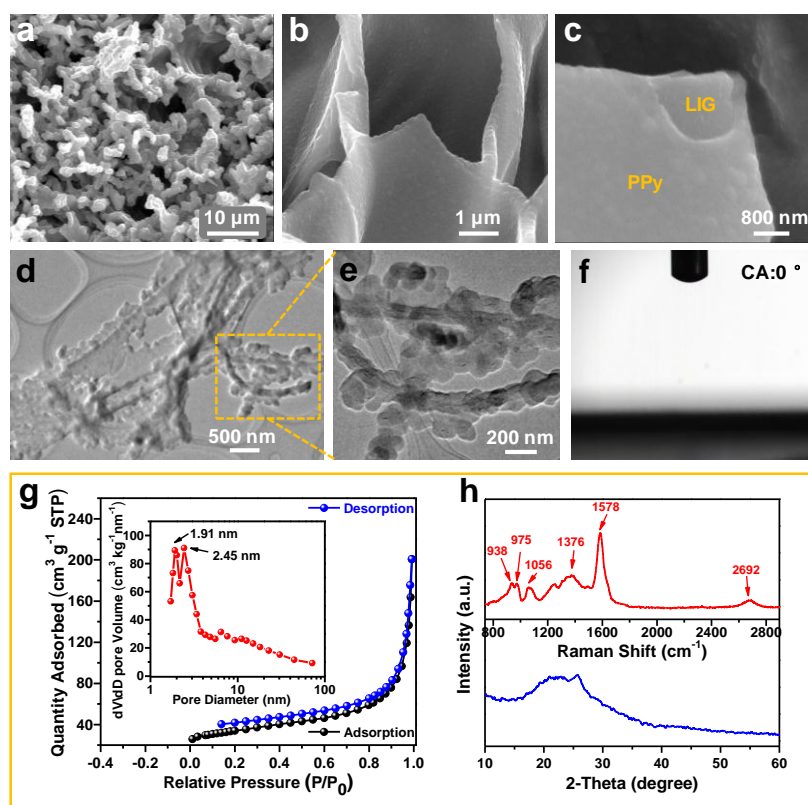 a
10 µm
b
1 µm
c
LIG
PPy
800 nm
d
500 nm
e
200 nm
f
CA:0 °
g
Quantity Adsorbed (cm³ g⁻¹ STP)
240
200
160
120
80
40
-0.4 -0.2 0.0 0.2 0.4 0.6 0.8 1.0
Relative Pressure (P/P₀)
Desorption
Adsorption
dV/dD pore Volume (cm³ kg⁻¹nm⁻¹)
120
100
80
60
40
20
0
1 10 100
Pore Diameter (nm)
1.91 nm
2.45 nm
h
Intensity (a.u.)
938
975
1056
1376
1578
2692
800 1200 1600 2000 2400 2800
Raman Shift (cm⁻¹)
10 20 30 40 50 60
2-Theta (degree)